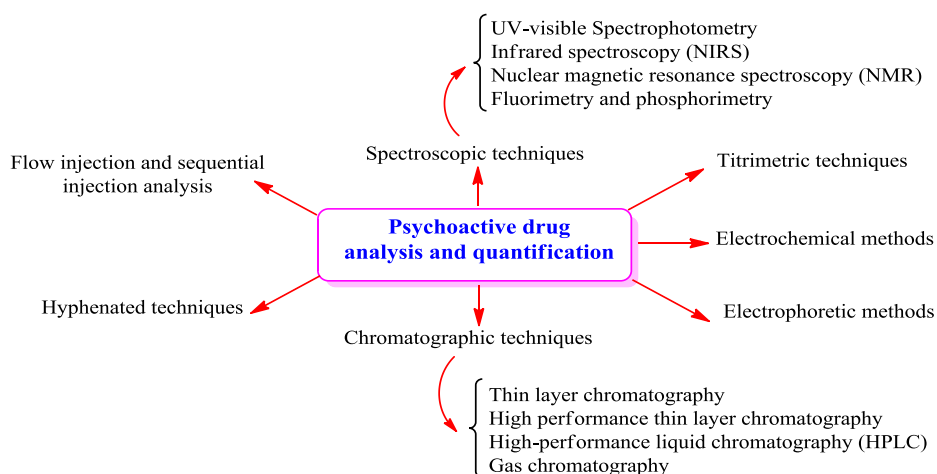 UV-visible Spectrophotometry
Infrared spectroscopy (NIRS)
Nuclear magnetic resonance spectroscopy (NMR)
Fluorimetry and phosphorimetry
Spectroscopic techniques
Flow injection and sequential
injection analysis
Titrimetric techniques
Psychoactive drug
analysis and quantification
Electrochemical methods
Hyphenated techniques
Electrophoretic methods
Chromatographic techniques
Thin layer chromatography
High performance thin layer chromatography
High-performance liquid chromatography (HPLC)
Gas chromatography